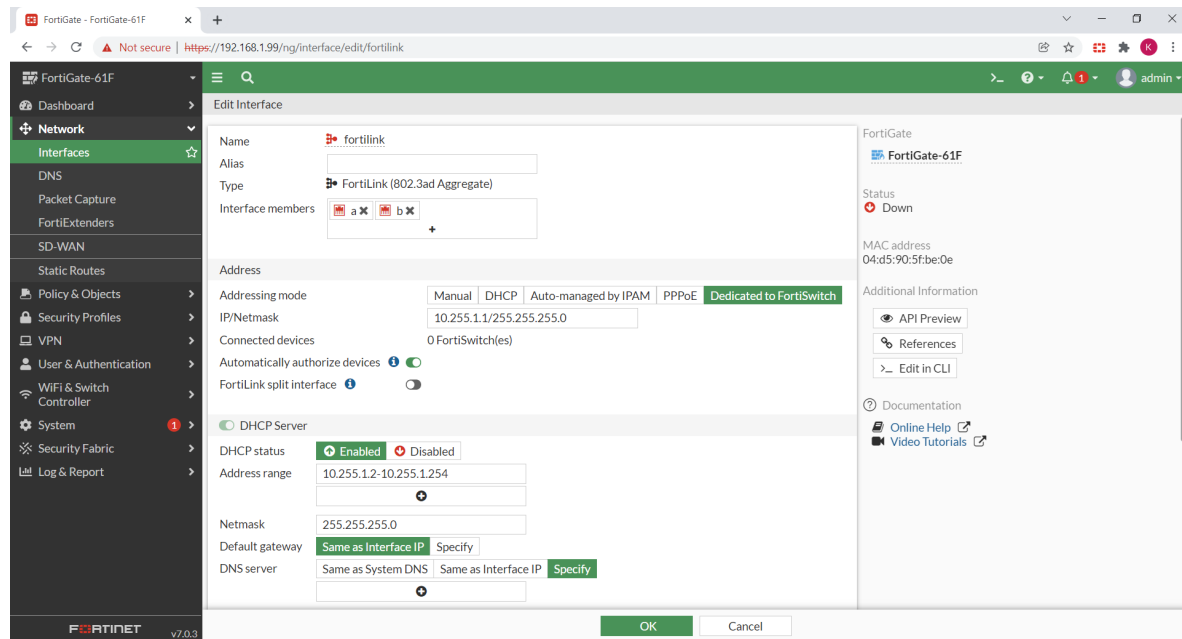 FortiGate - FortiGate-61F
Not secure | https://192.168.1.99/ng/interface/edit/fortilink
K
FortiGate-61F
>_
1
admin
Dashboard
Network
Interfaces
DNS
Packet Capture
FortiExtenders
SD-WAN
Static Routes
Policy & Objects
Security Profiles
VPN
User & Authentication
WiFi & Switch
Controller
System 1
Security Fabric
Log & Report
FORTINET v7.0.3
Edit Interface
Name fortilink
Alias
Type FortiLink (802.3ad Aggregate)
Interface members a b
Address
Addressing mode Manual DHCP Auto-managed by IPAM PPPoE Dedicated to FortiSwitch
IP/Netmask 10.255.1.1/255.255.255.0
Connected devices 0 FortiSwitch(es)
Automatically authorize devices
FortiLink split interface
DHCP Server
DHCP status Enabled Disabled
Address range 10.255.1.2-10.255.1.254
Netmask 255.255.255.0
Default gateway Same as Interface IP Specify
DNS server Same as System DNS Same as Interface IP Specify
OK Cancel
FortiGate
FortiGate-61F
Status
Down
MAC address
04:d5:90:5f:be:0e
Additional Information
API Preview
References
>_ Edit in CLI
Documentation
Online Help
Video Tutorials